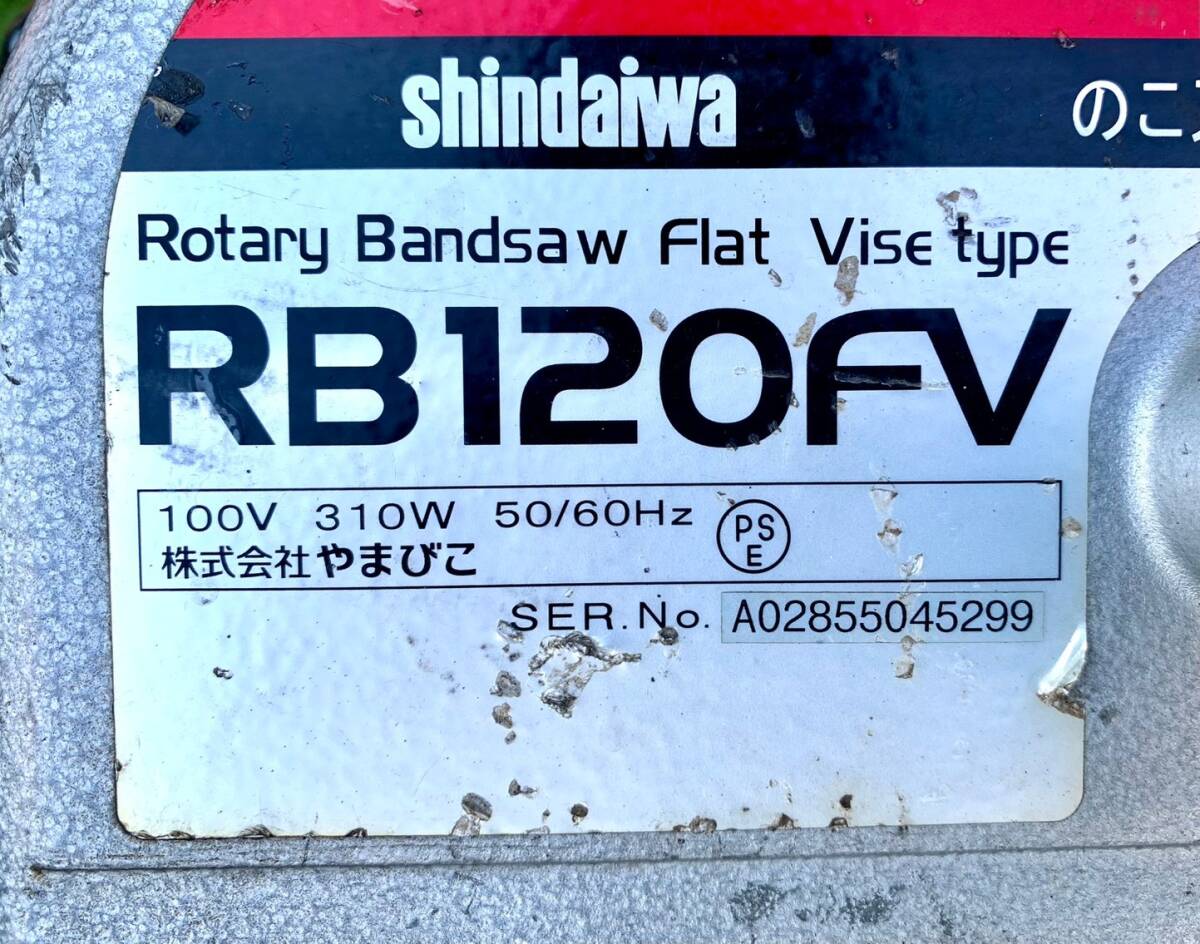 shindaiwa
のこ
Rotary Bandsaw Flat Vise type
RB120FV
100V 310W 50/60Hz PSE
株式会社やまびこ
SER.No. A02855045299